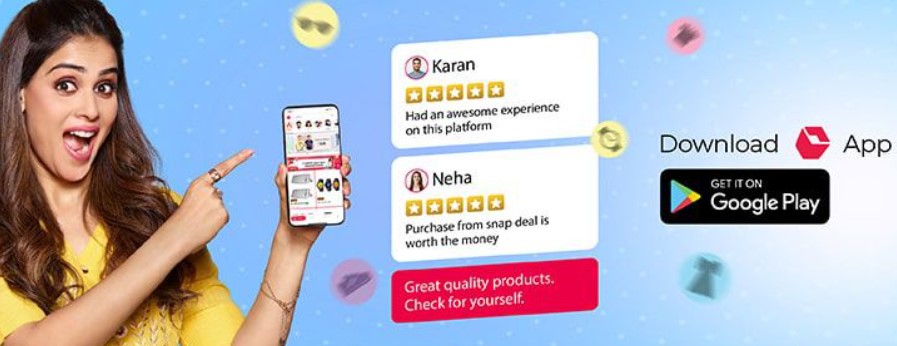 Karan
Had an awesome experience
on this platform
Neha
Purchase from snap deal is
worth the money
Great quality products.
Check for yourself.
Download App
GET IT ON
Google Play